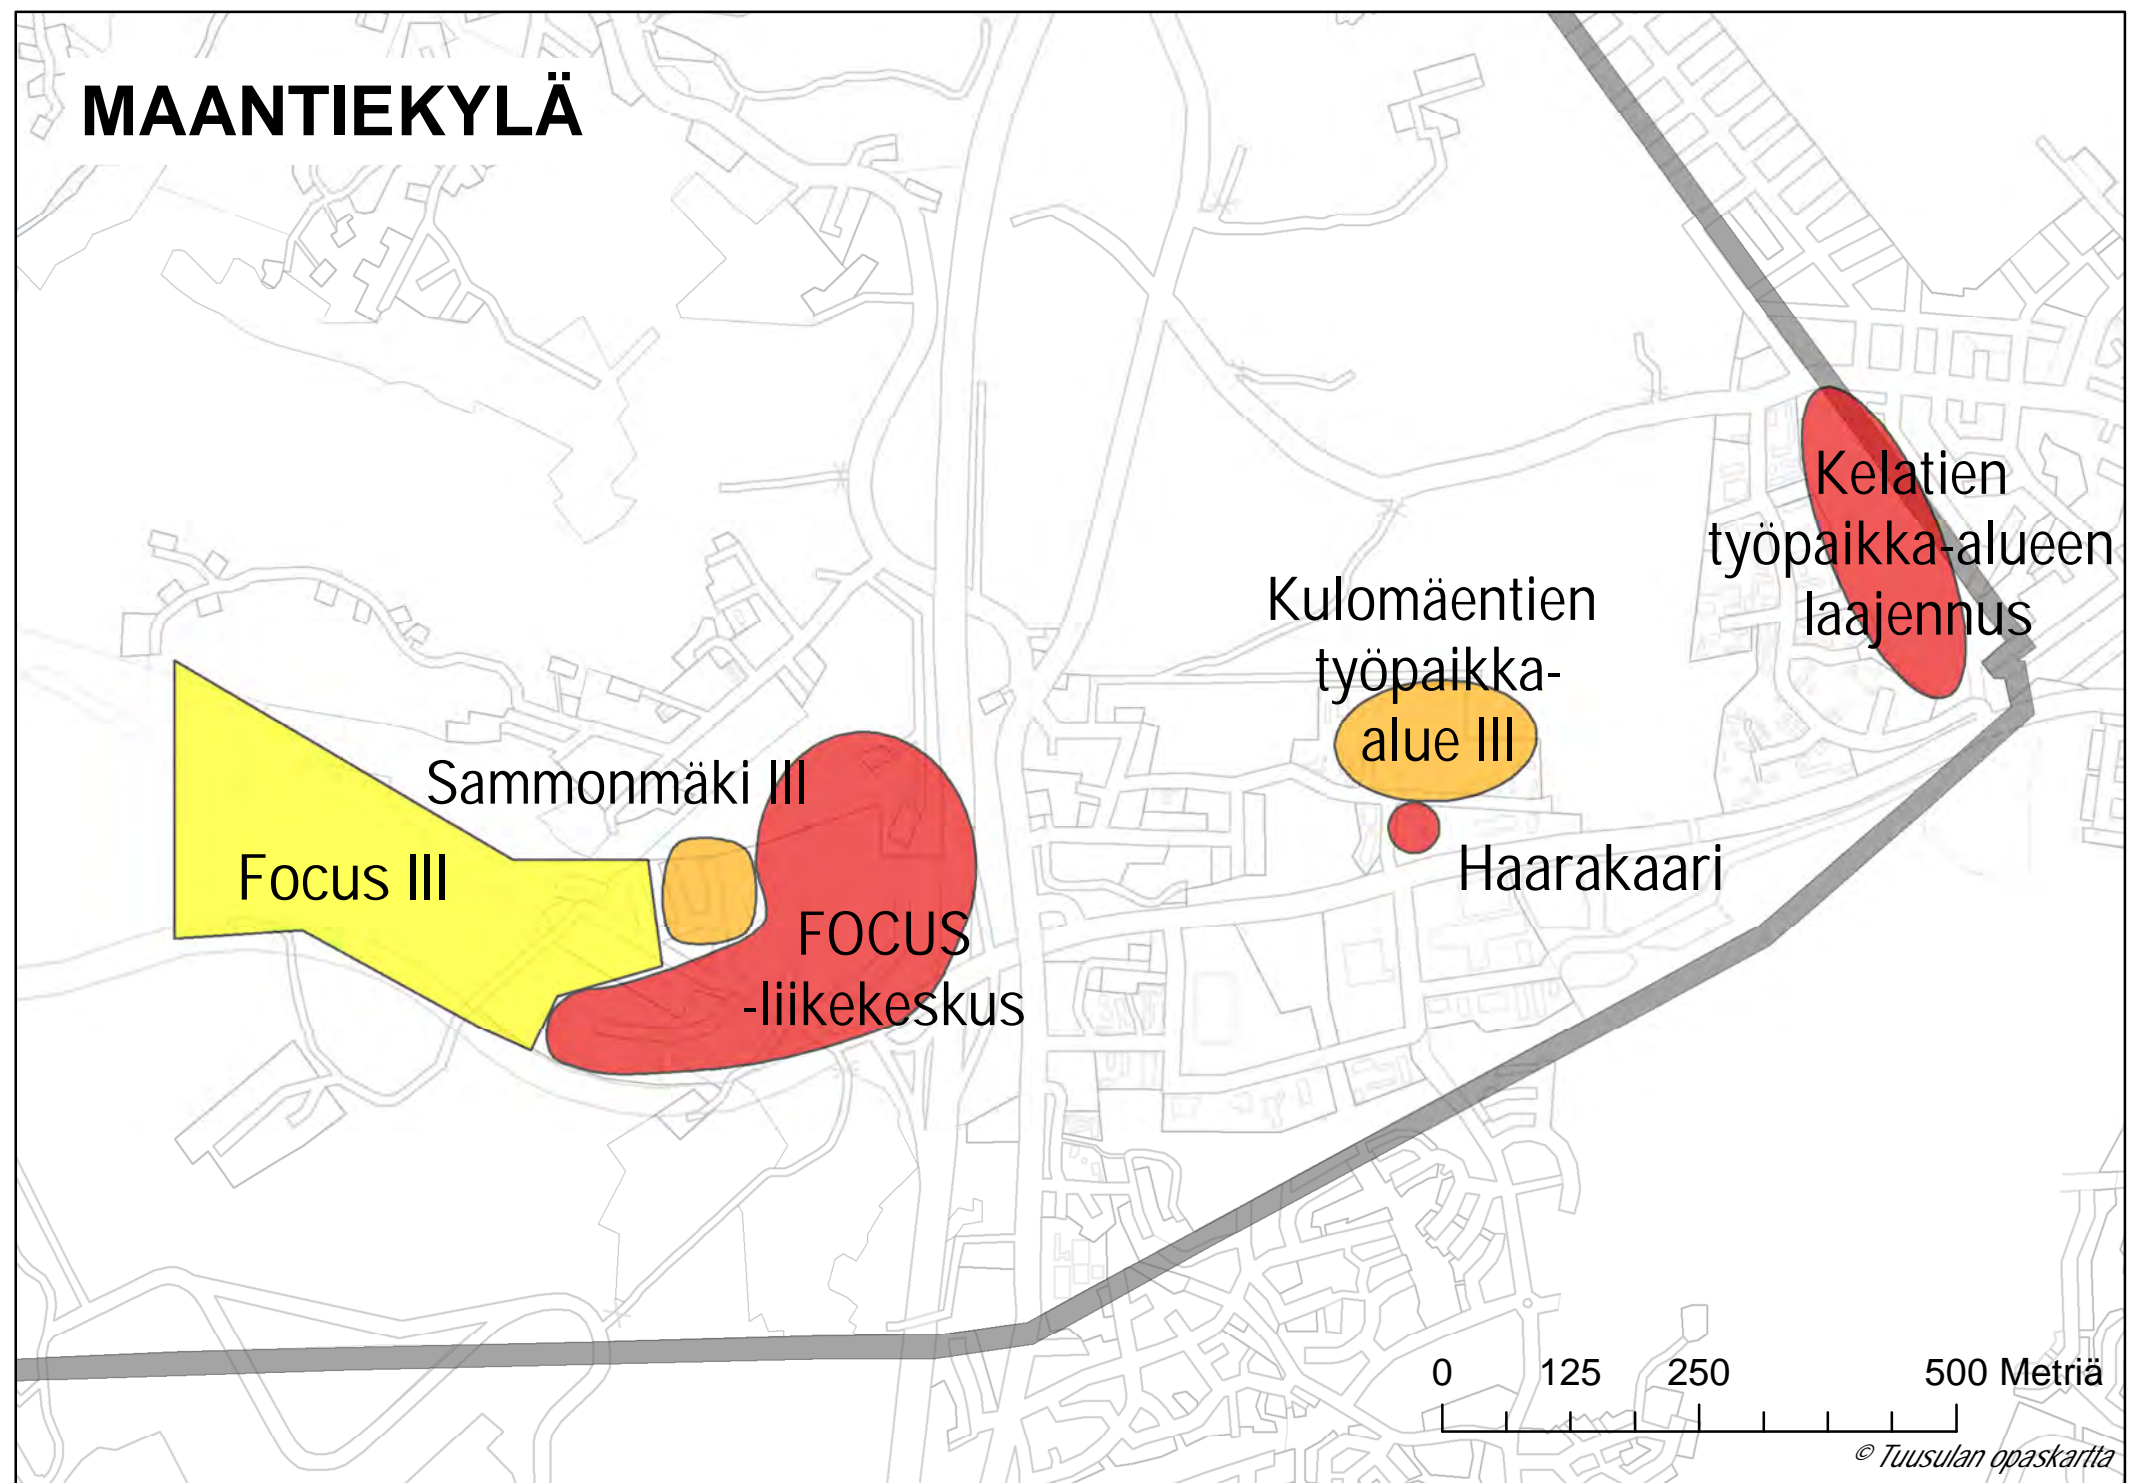 MAANTIEKYLÄ
Kelatien
työpaikka-alueen
laajennus
Kulomäentien
työpaikka-
alue III
Sammonmäki III
Focus III
Haarakaari
FOCUS
-liikekeskus
0 125 250 500 Metriä
© Tuusulan opaskartta